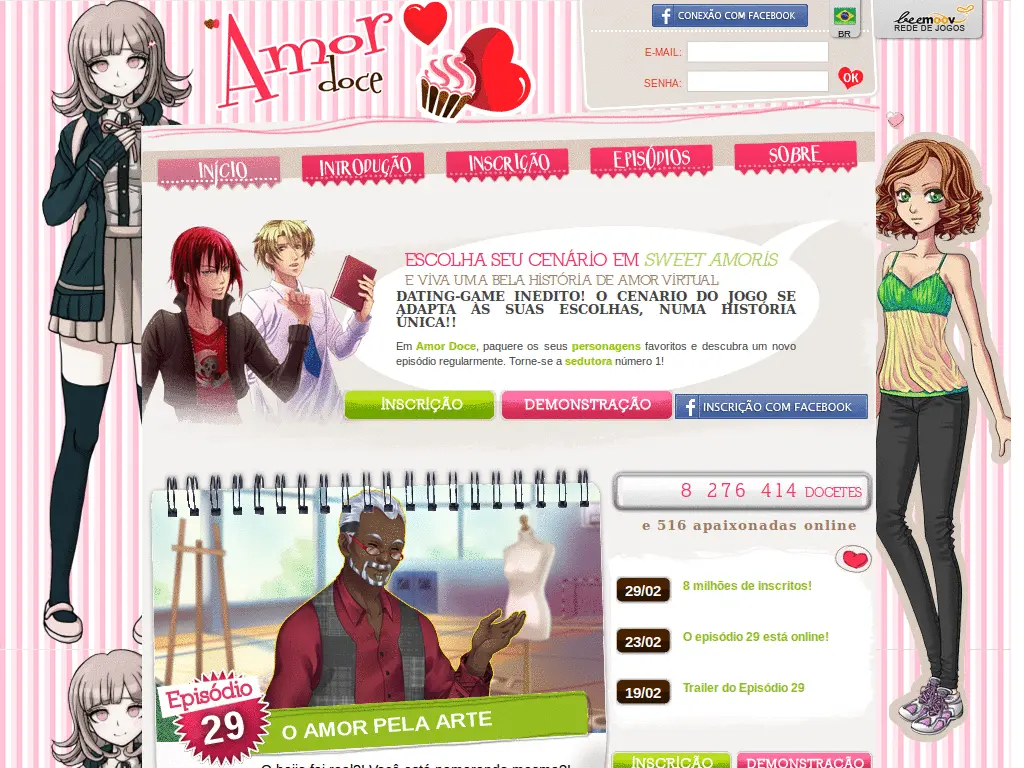 Amor
doce
CONEXÃO COM FACEBOOK
BR
beemoov
REDE DE JOGOS
E-MAIL:
SENHA:
OK
INÍCIO
INTRODUÇÃO
INSCRIÇÃO
EPISÓDIOS
SOBRE
ESCOLHA SEU CENÁRIO EM SWEET AMORIS
E VIVA UMA BELA HISTÓRIA DE AMOR VIRTUAL
DATING-GAME INEDITO! O CENARIO DO JOGO SE
ADAPTA ÀS SUAS ESCOLHAS, NUMA HISTÓRIA
ÚNICA!!
Em Amor Doce, paquere os seus personagens favoritos e descubra um novo
episódio regularmente. Torne-se a sedutora número 1!
INSCRIÇÃO
DEMONSTRAÇÃO
INSCRIÇÃO COM FACEBOOK
8 276 414 DOCETES
e 516 apaixonadas online
29/02 8 milhões de inscritos!
23/02 O episódio 29 está online!
19/02 Trailer do Episódio 29
Episódio
29
O AMOR PELA ARTE
O beijo foi real?! Você está namorando mesmo?!
INSCRIÇÃO
DEMONSTRAÇÃO